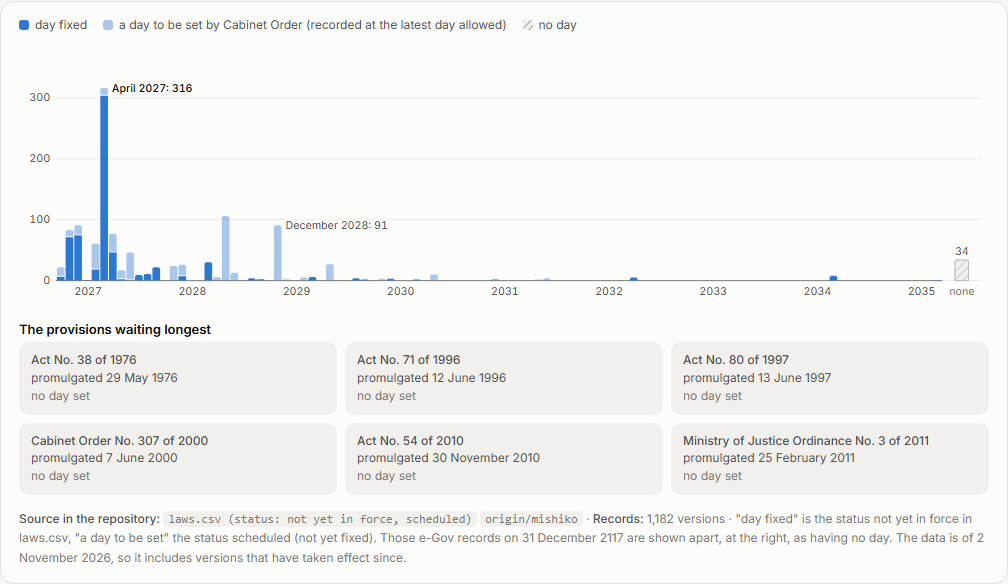 day fixed
a day to be set by Cabinet Order (recorded at the latest day allowed)
no day
April 2027: 316
300
200
December 2028: 91
100
34
0
2027
2028
2029
2030
2031
2032
2033
2034
2035
none
The provisions waiting longest
Act No. 38 of 1976
promulgated 29 May 1976
no day set
Act No. 71 of 1996
promulgated 12 June 1996
no day set
Act No. 80 of 1997
promulgated 13 June 1997
no day set
Cabinet Order No. 307 of 2000
promulgated 7 June 2000
no day set
Act No. 54 of 2010
promulgated 30 November 2010
no day set
Ministry of Justice Ordinance No. 3 of 2011
promulgated 25 February 2011
no day set
Source in the repository: laws.csv (status: not yet in force, scheduled) origin/mishiko · Records: 1,182 versions · "day fixed" is the status not yet in force in
laws.csv, "a day to be set" the status scheduled (not yet fixed). Those e-Gov records on 31 December 2117 are shown apart, at the right, as having no day. The data is of 2
November 2026, so it includes versions that have taken effect since.